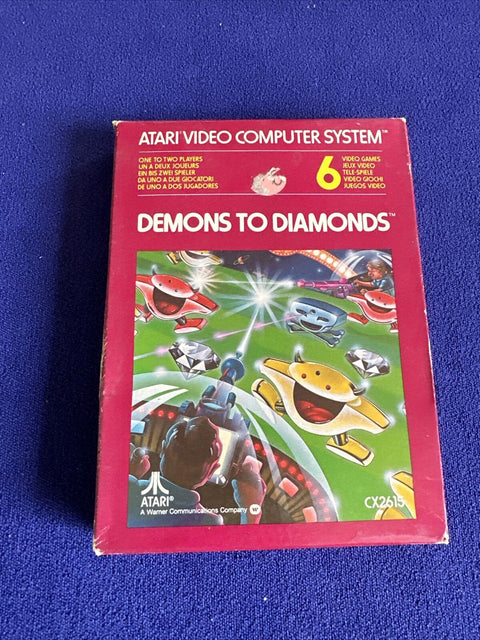 ATARI® VIDEO COMPUTER SYSTEM™
ONE TO TWO PLAYERS
UN A DEUX JOUEURS
EIN BIS ZWEI SPIELER
DA UNO A DUE GIOCATORI
DE UNO A DOS JUGADORES
6
VIDEO GAMES
JEUX VIDEO
TELE-SPIELE
VIDEO GIOCHI
JUEGOS VIDEO
DEMONS TO DIAMONDS™
ATARI®
A Warner Communications Company
CX2615